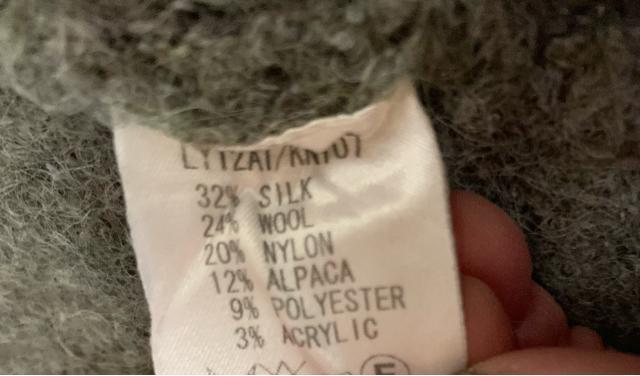 32% SILK
24% WOOL
20% NYLON
12% ALPACA
9% POLYESTER
3% ACRYLIC
F